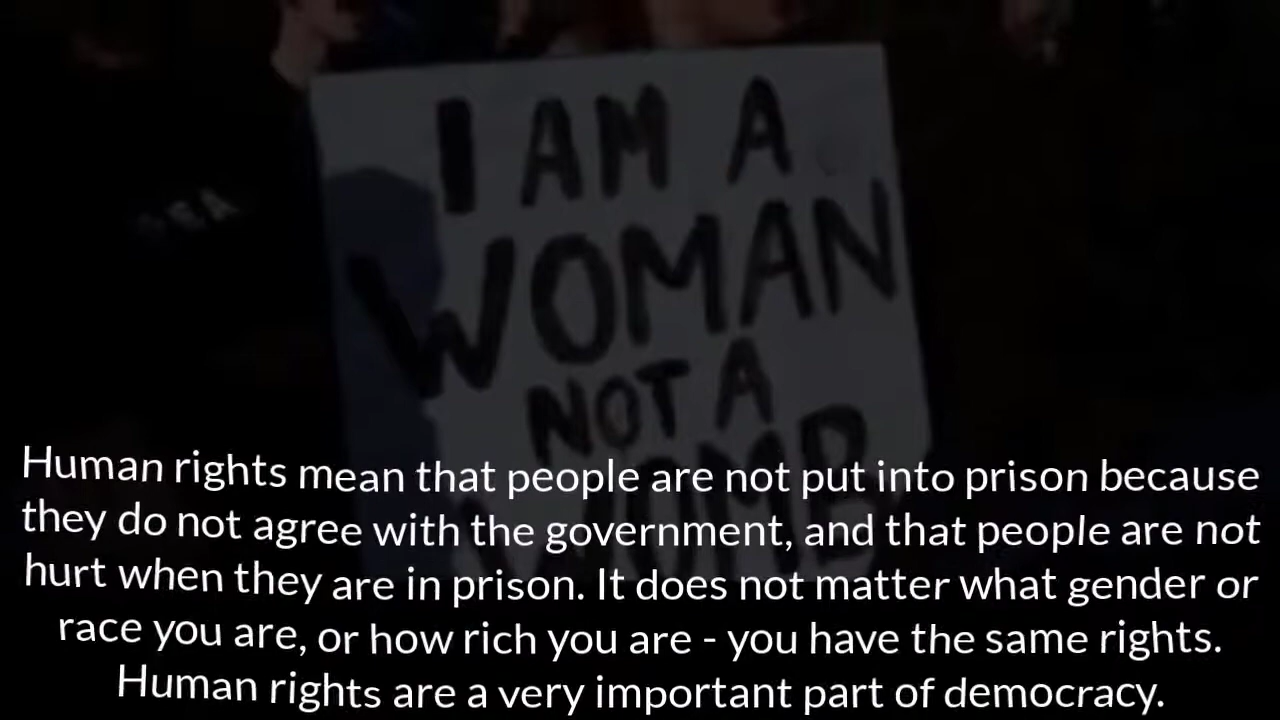 I AM A
WOMAN
NOT A
WOMB
Human rights mean that people are not put into prison because
they do not agree with the government, and that people are not
hurt when they are in prison. It does not matter what gender or
race you are, or how rich you are - you have the same rights.
Human rights are a very important part of democracy.